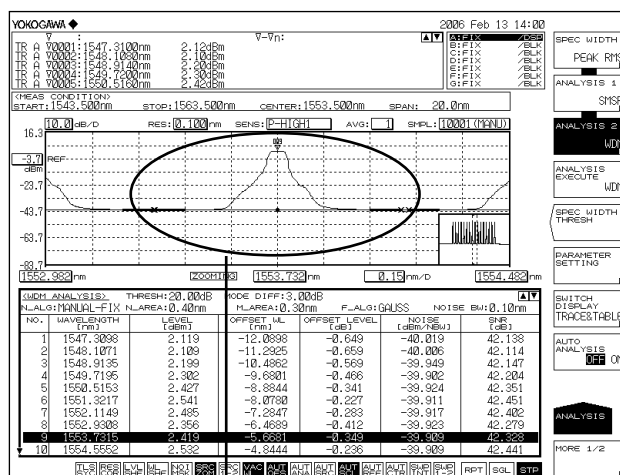 YOKOGAWA
2006 Feb 13 14:00
∇ : ∇-∇n:
TR A ∇0001:1547.3100nm 2.12dBm
TR A ∇0002:1548.1080nm 2.10dBm
TR A ∇0003:1548.9140nm 2.20dBm
TR A ∇0004:1549.7200nm 2.30dBm
TR A ∇0005:1550.5160nm 2.42dBm
A:FIX /DSP
B:FIX /BLK
C:FIX /BLK
D:FIX /BLK
E:FIX /BLK
F:FIX /BLK
G:FIX /BLK
<MEAS CONDITION>
START:1543.500nm STOP:1563.500nm CENTER:1553.500nm SPAN: 20.0nm
10.0 dB/D RES: 0.100 nm SENS: P-HIGH1 AVG: 1 SMPL: 10001 (MANU)
16.3
-3.7 REF
dBm
-23.7
-43.7
-63.7
-83.7
1552.982 nm ZOOMING 1553.732 nm 0.15 nm/D 1554.482 nm
<WDM ANALYSIS> THRESH:20.00dB MODE DIFF:3.00dB
N_ALG:MANUAL-FIX N_AREA:0.40nm M_AREA:0.30nm F_ALG:GAUSS NOISE BW:0.10nm
NO. WAVELENGTH LEVEL OFFSET WL OFFSET LEVEL NOISE SNR
[nm] [dBm] [nm] [dB] [dBm/NBW] [dB]
1 1547.3098 2.119 -12.0898 -0.649 -40.019 42.138
2 1548.1071 2.109 -11.2925 -0.659 -40.006 42.114
3 1548.9135 2.199 -10.4862 -0.569 -39.949 42.147
4 1549.7195 2.302 -9.6801 -0.466 -39.902 42.204
5 1550.5153 2.427 -8.8844 -0.341 -39.924 42.351
6 1551.3217 2.541 -8.0780 -0.227 -39.911 42.451
7 1552.1149 2.485 -7.2847 -0.283 -39.917 42.402
8 1552.9308 2.356 -6.4689 -0.412 -39.923 42.279
9 1553.7315 2.419 -5.6681 -0.349 -39.909 42.328
10 1554.5552 2.532 -4.8444 -0.236 -39.909 42.441
RPT SGL STP
SPEC WIDTH
PEAK RMS
ANALYSIS 1
SMSR
ANALYSIS 2
WDM
ANALYSIS
EXECUTE
WDM
SPEC WIDTH
THRESH
PARAMETER
SETTING
SWITCH
DISPLAY
TRACE&TABLE
AUTO
ANALYSIS
OFF ON
ANALYSIS
MORE 1/2